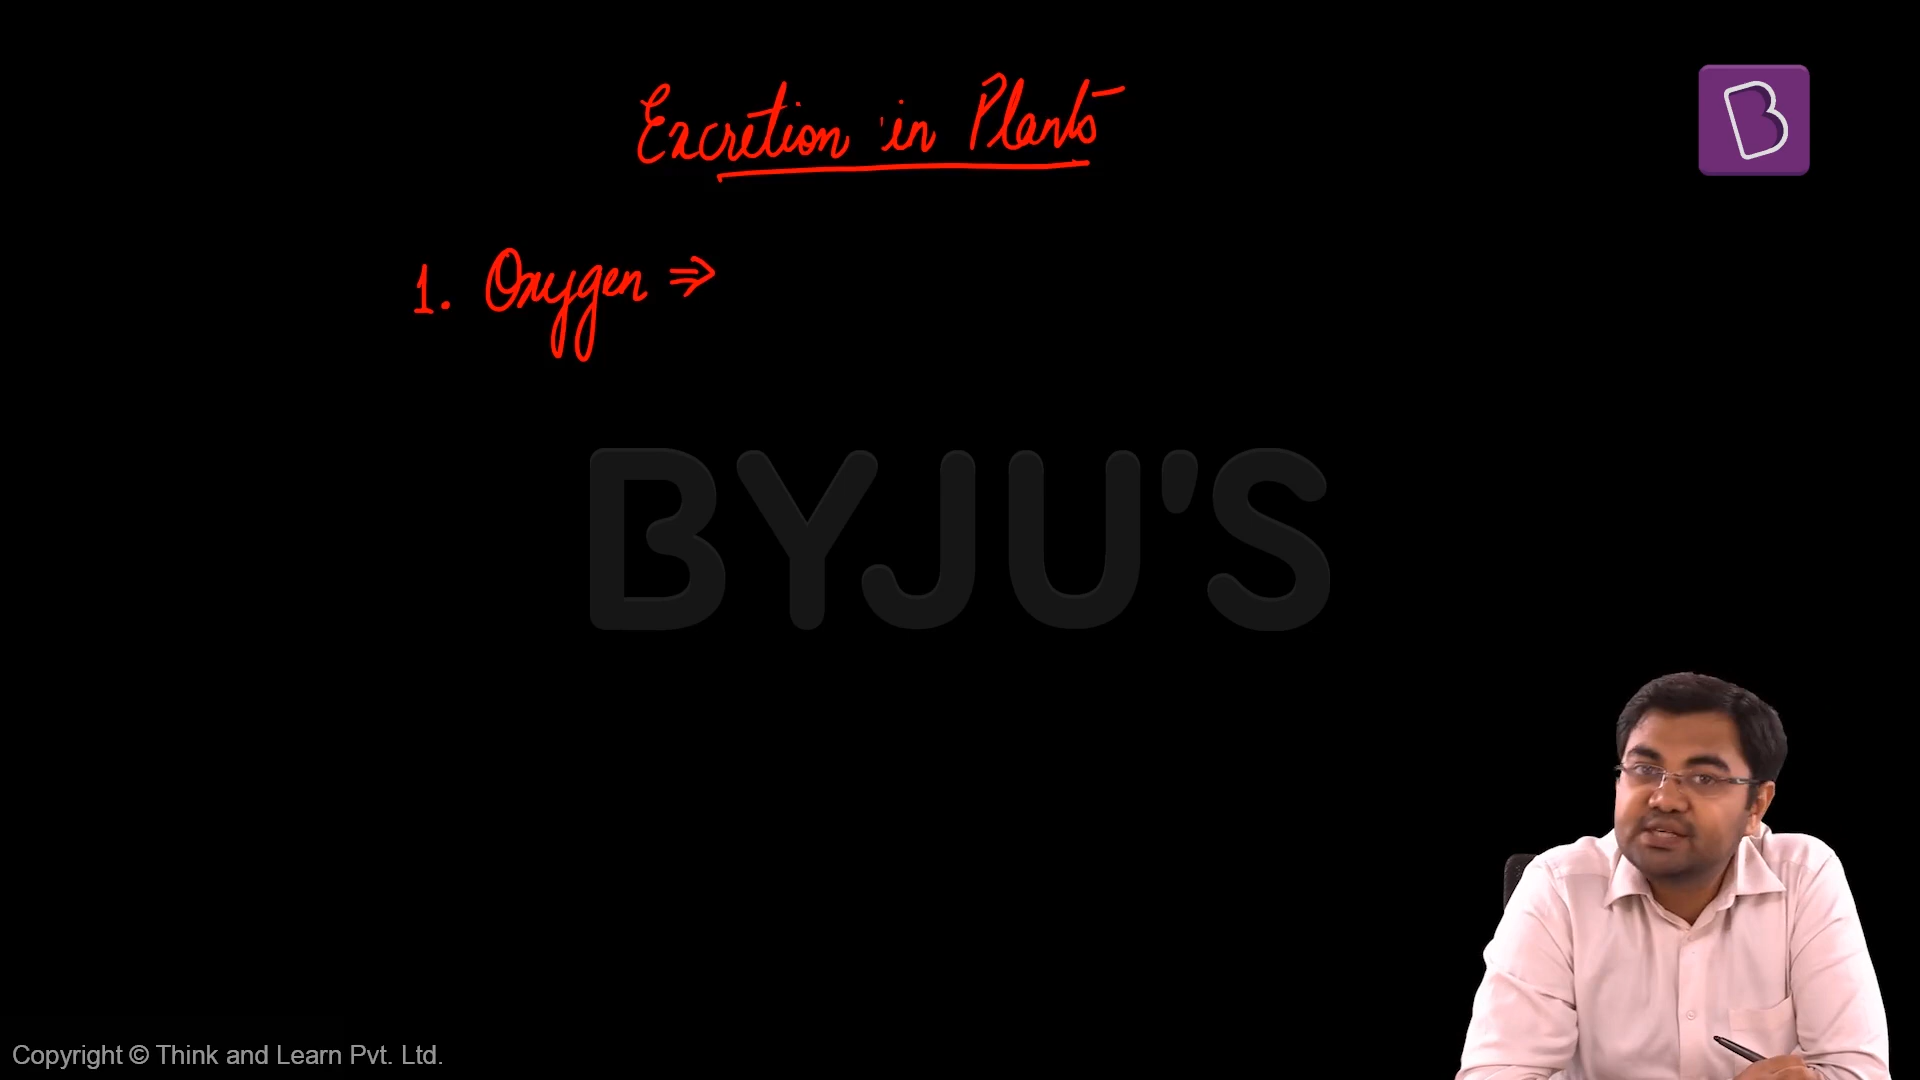 Excretion in Plants
1. Oxygen ⇒
BYJU'S
Copyright © Think and Learn Pvt. Ltd.